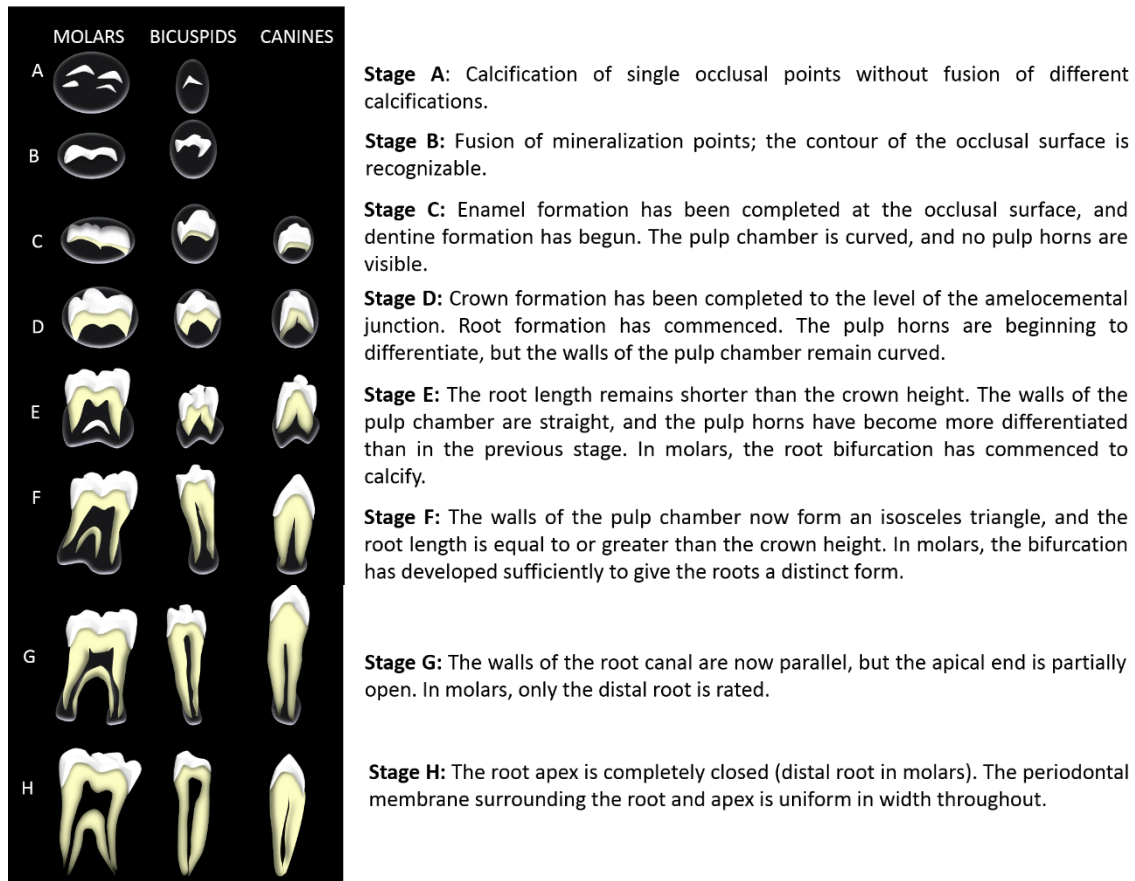 MOLARS BICUSPIDS CANINES
A
Stage A: Calcification of single occlusal points without fusion of different
calcifications.
B
Stage B: Fusion of mineralization points; the contour of the occlusal surface is
recognizable.
C
Stage C: Enamel formation has been completed at the occlusal surface, and
dentine formation has begun. The pulp chamber is curved, and no pulp horns are
visible.
D
Stage D: Crown formation has been completed to the level of the amelocemental
junction. Root formation has commenced. The pulp horns are beginning to
differentiate, but the walls of the pulp chamber remain curved.
E
Stage E: The root length remains shorter than the crown height. The walls of the
pulp chamber are straight, and the pulp horns have become more differentiated
than in the previous stage. In molars, the root bifurcation has commenced to
calcify.
F
Stage F: The walls of the pulp chamber now form an isosceles triangle, and the
root length is equal to or greater than the crown height. In molars, the bifurcation
has developed sufficiently to give the roots a distinct form.
G
Stage G: The walls of the root canal are now parallel, but the apical end is partially
open. In molars, only the distal root is rated.
H
Stage H: The root apex is completely closed (distal root in molars). The periodontal
membrane surrounding the root and apex is uniform in width throughout.